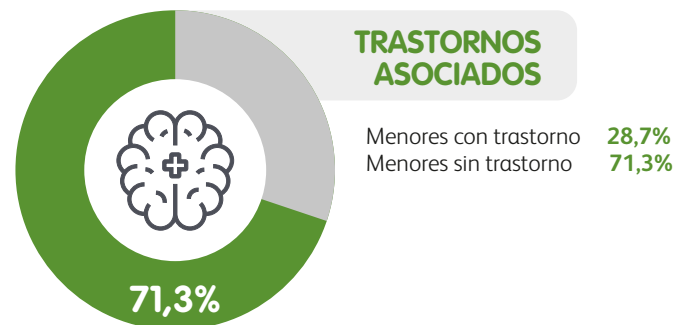 TRASTORNOS
ASOCIADOS
Menores con trastorno 28,7%
Menores sin trastorno 71,3%
71,3%